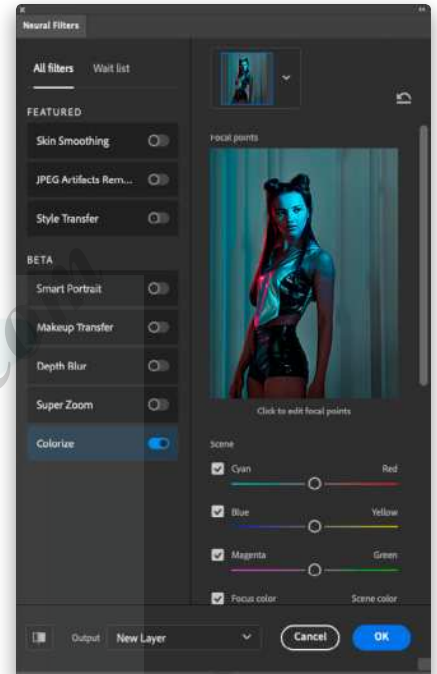 Neural Filters
All filters
Wait list
FEATURED
Skin Smoothing
JPEG Artifacts Rem...
Style Transfer
BETA
Smart Portrait
Makeup Transfer
Depth Blur
Super Zoom
Colorize
Focal points
Click to edit focal points
Scene
Cyan Red
Blue Yellow
Magenta Green
Focus color Scene color
Output New Layer
Cancel
OK
com